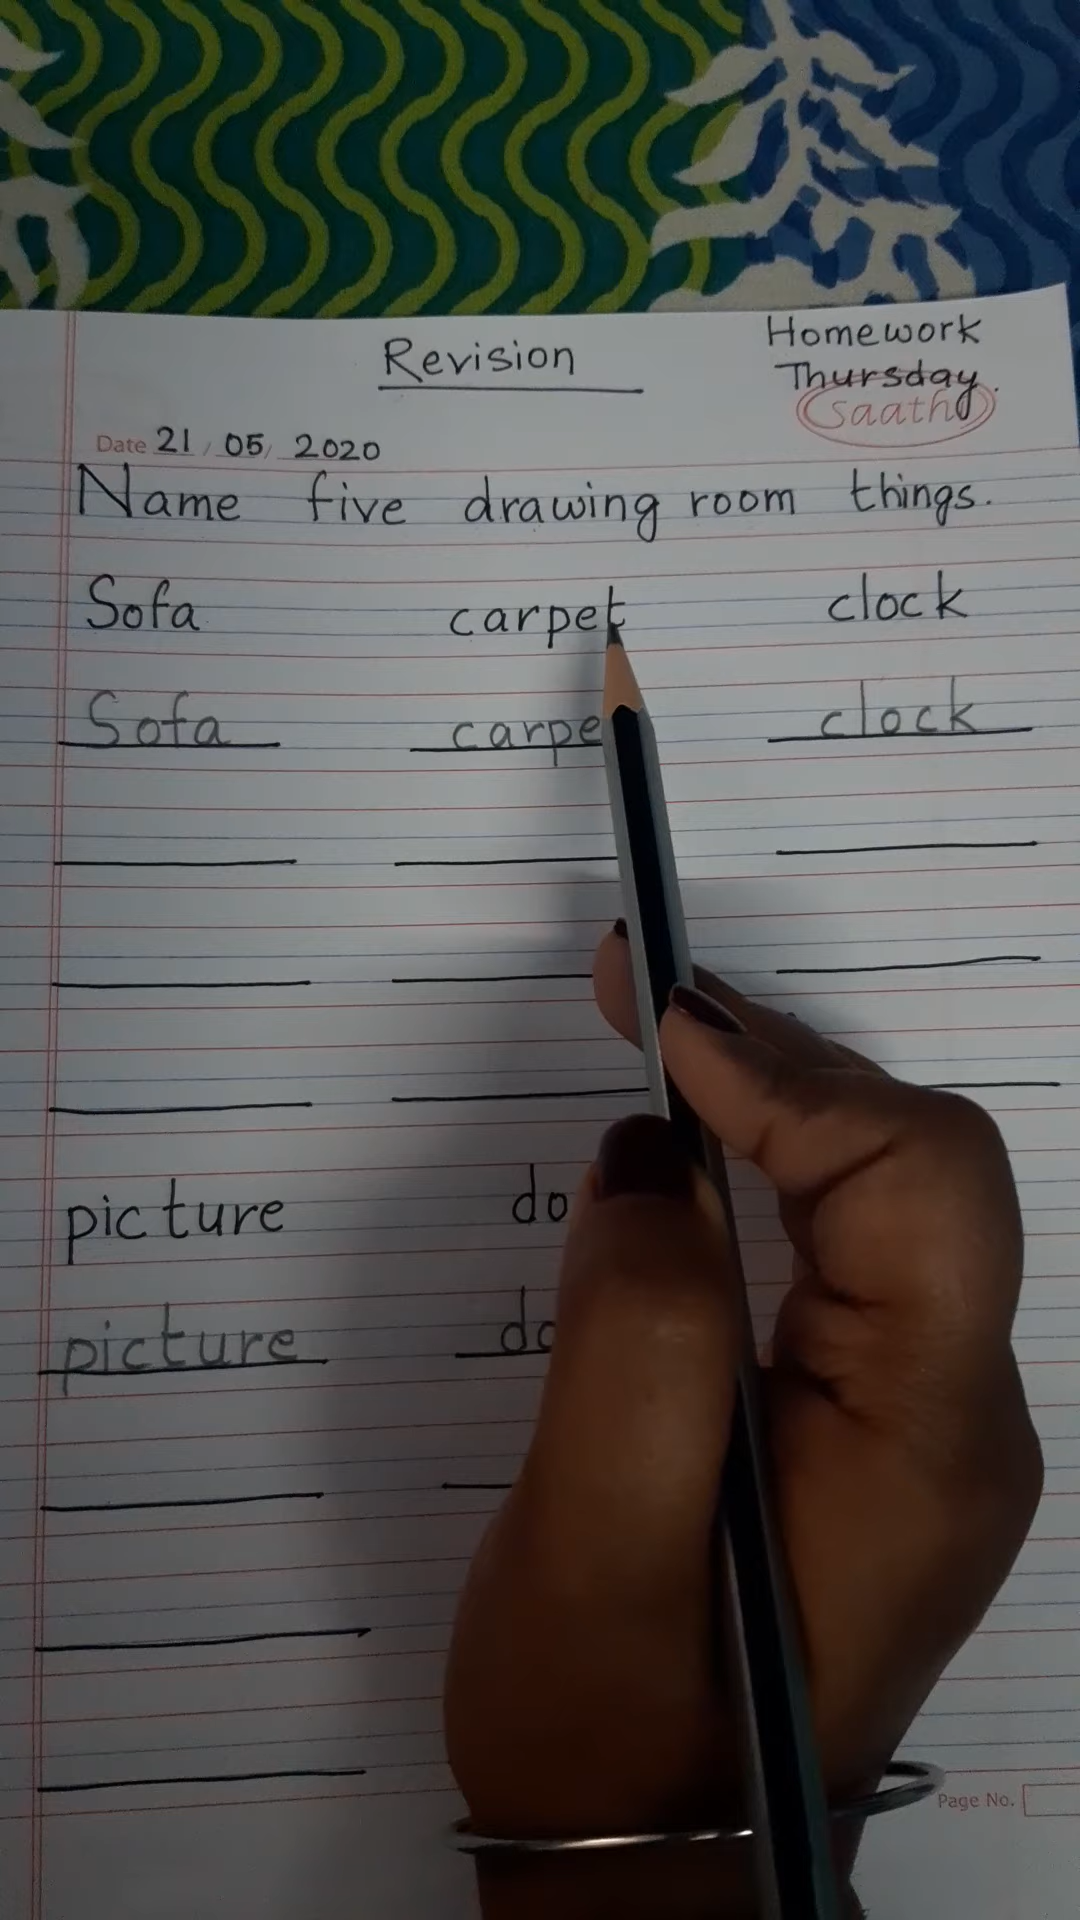 Homework
Revision
Thursday.
saathi
Date 21 / 05 / 2020
Name five drawing room things.
Sofa carpet clock
Sofa clock
picture
picture
Page No.